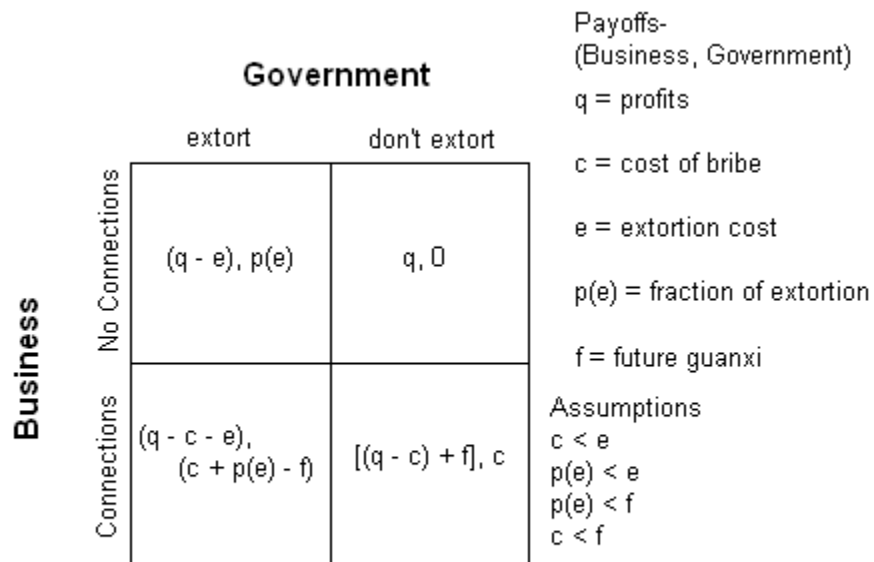 Payoffs-
(Business, Government)
Government
q = profits
extort don't extort
c = cost of bribe
e = extortion cost
No Connections
(q - e), p(e) q, 0
p(e) = fraction of extortion
Business
f = future guanxi
Connections
(q - c - e),
(c + p(e) - f) [((q - c) + f], c
Assumptions
c < e
p(e) < e
p(e) < f
c < f